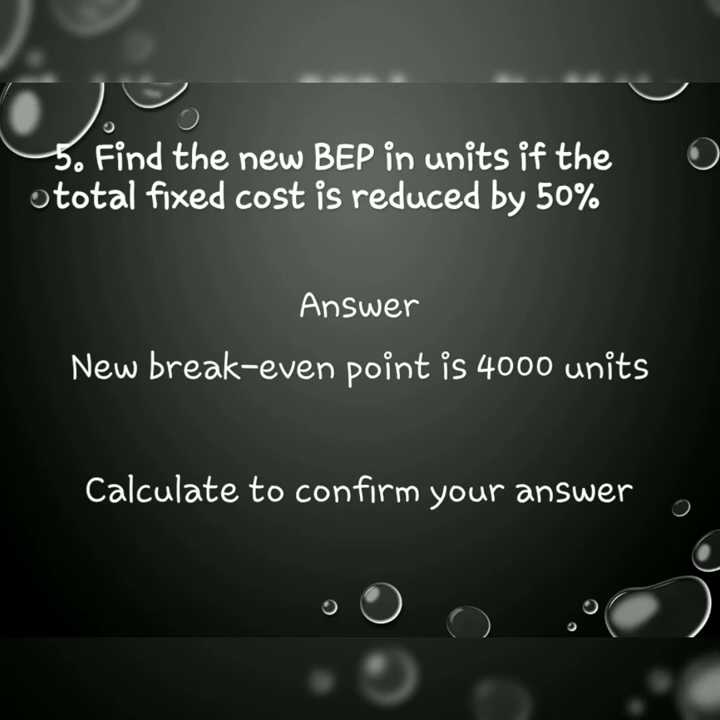 5. Find the new BEP in units if the
total fixed cost is reduced by 50%
Answer
New break-even point is 4000 units
Calculate to confirm your answer